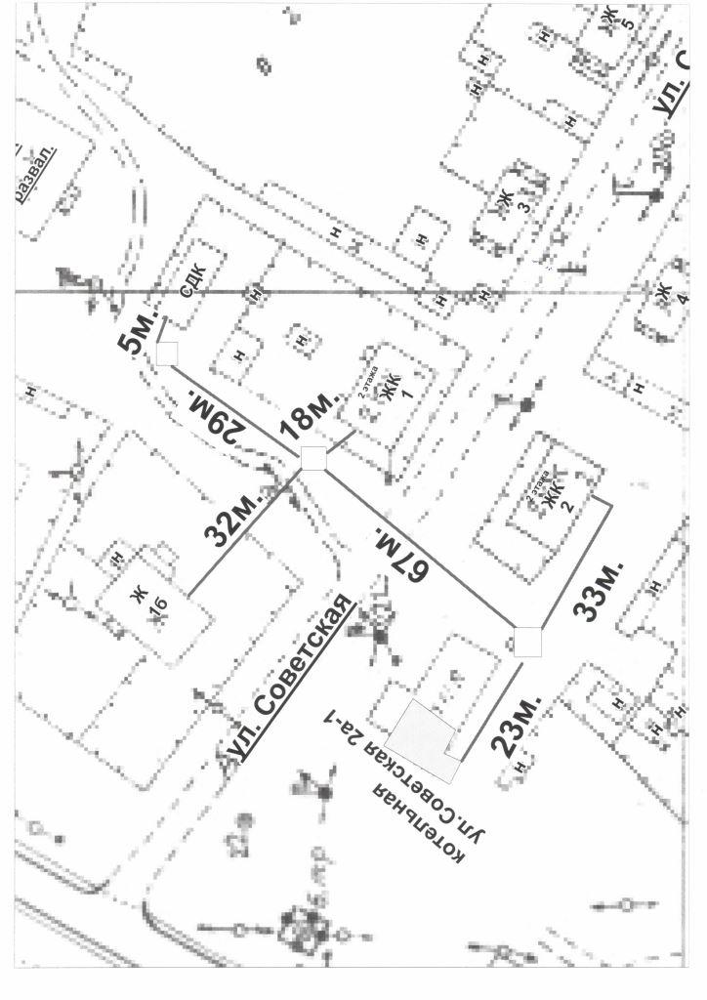 Ж
5
Н
Н
Н
Н
ул. С
развал.
Ж
3
Н
Н
СДК
Н
Н
Н
Ж
4
5м.
Н
Н
2 этажа
ЖК
1
Н
Н
29м.
18м.
2 этажа
ЖК
2
32м.
67м.
Н
Ж
1б
33м.
Н
ул. Советская
23м.
Н
Н
Н
Н
котельная
ул.Советская 2а-1